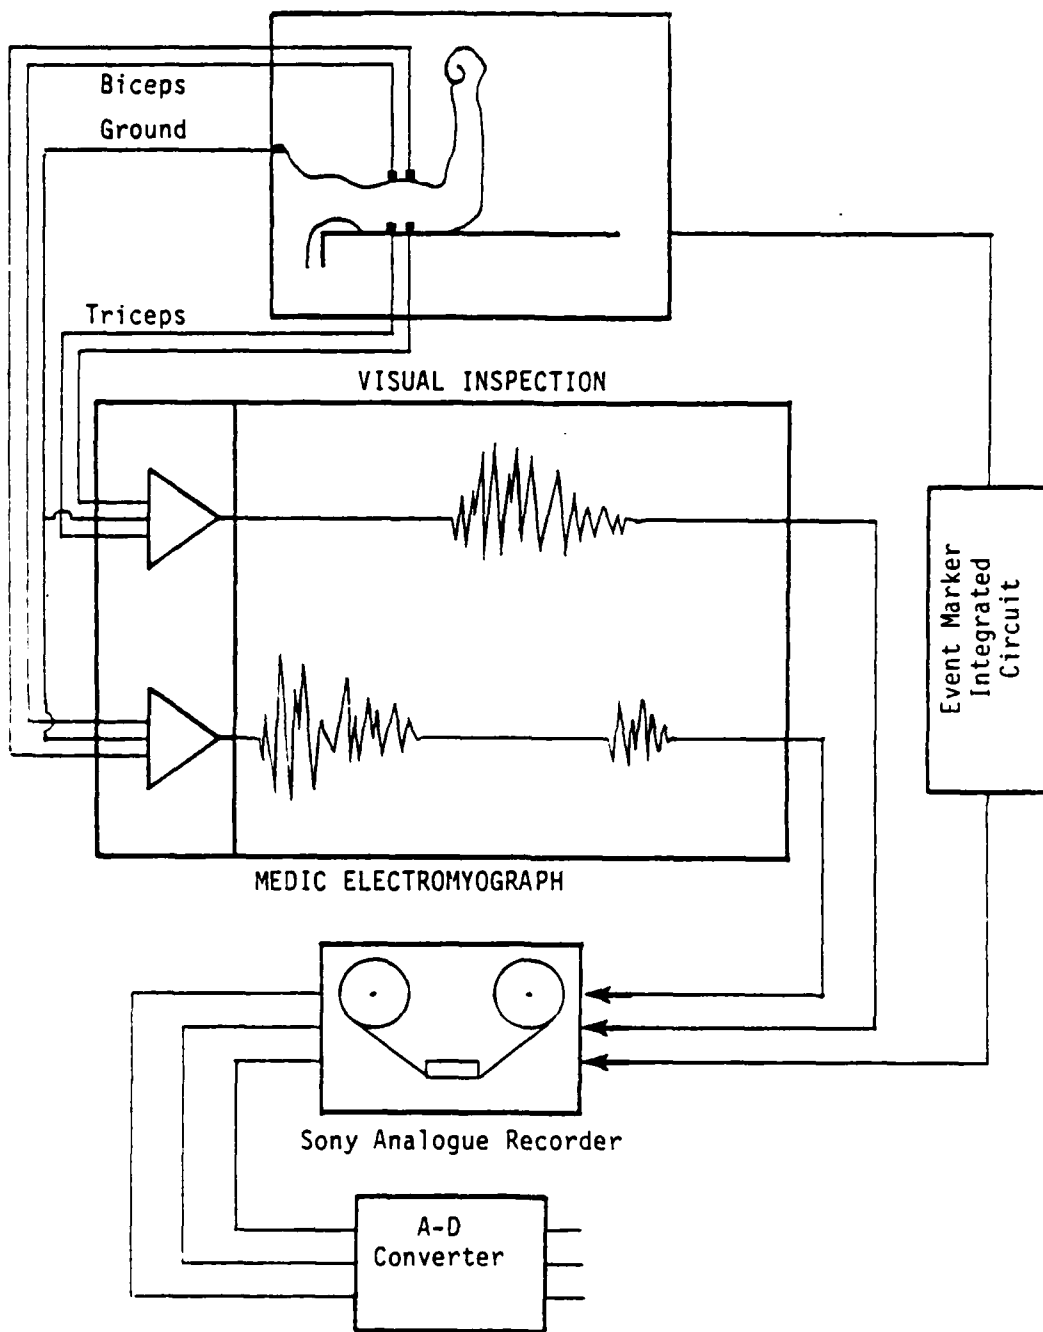 Biceps
Ground
Triceps
VISUAL INSPECTION
Event Marker
Integrated
Circuit
MEDIC ELECTROMYOGRAPH
Sony Analogue Recorder
A-D
Converter